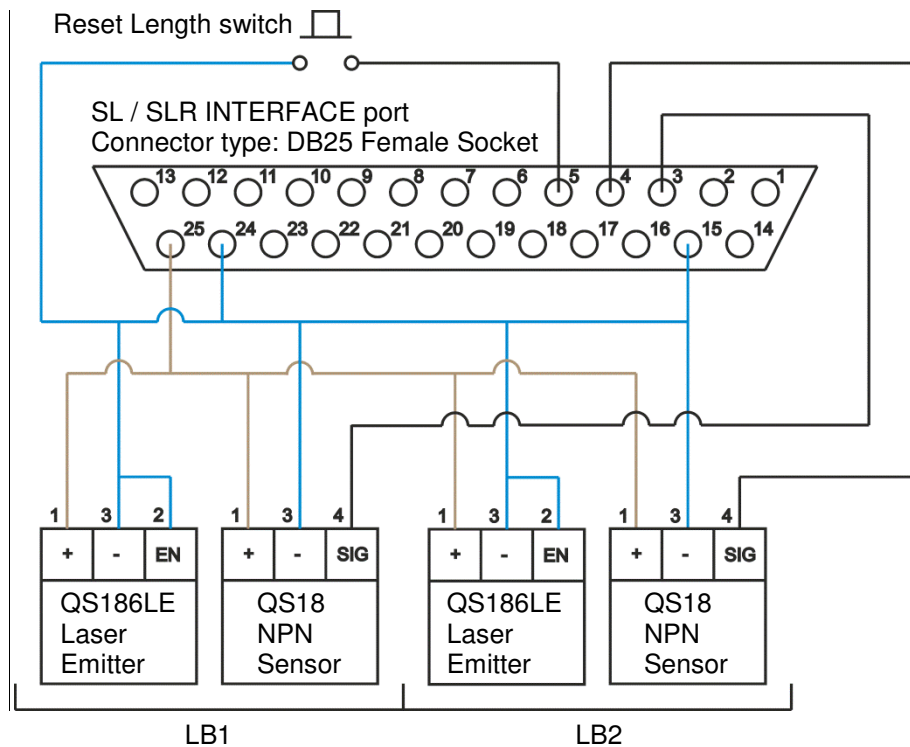 Reset Length switch
SL / SLR INTERFACE port
Connector type: DB25 Female Socket
13 12 11 10 9 8 7 6 5 4 3 2 1
25 24 23 22 21 20 19 18 17 16 15 14
1 3 2 1 3 4 1 3 2 1 3 4
+ - EN + - SIG + - EN + - SIG
QS186LE
Laser
Emitter
QS18
NPN
Sensor
QS186LE
Laser
Emitter
QS18
NPN
Sensor
LB1 LB2